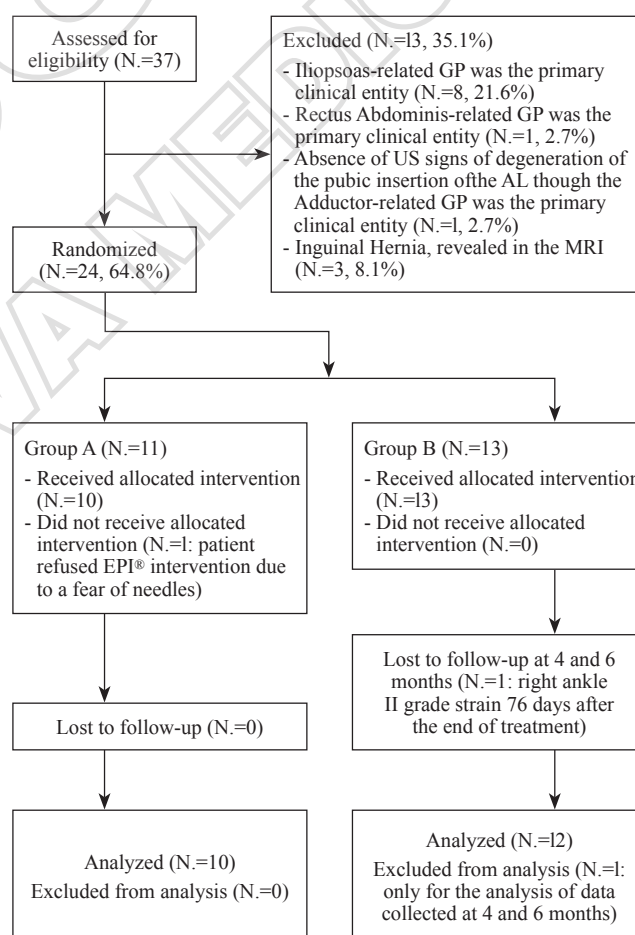 Assessed for
eligibility (N.=37)
Excluded (N.=l3, 35.1%)
- Iliopsoas-related GP was the primary
clinical entity (N.=8, 21.6%)
- Rectus Abdominis-related GP was the
primary clinical entity (N.=1, 2.7%)
- Absence of US signs of degeneration of
the pubic insertion ofthe AL though the
Adductor-related GP was the primary
clinical entity (N.=l, 2.7%)
- Inguinal Hernia, revealed in the MRI
(N.=3, 8.1%)
Randomized
(N.=24, 64.8%)
Group A (N.=11)
- Received allocated intervention
(N.=10)
- Did not receive allocated
intervention (N.=l: patient
refused EPI® intervention due
to a fear of needles)
Group B (N.=13)
- Received allocated intervention
(N.=l3)
- Did not receive allocated
intervention (N.=0)
Lost to follow-up (N.=0)
Lost to follow-up at 4 and 6
months (N.=1: right ankle
II grade strain 76 days after
the end of treatment)
Analyzed (N.=10)
Excluded from analysis (N.=0)
Analyzed (N.=l2)
Excluded from analysis (N.=l:
only for the analysis of data
collected at 4 and 6 months)